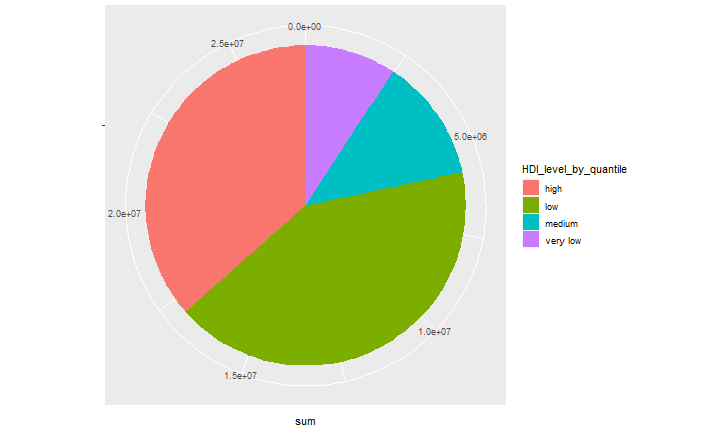 0.0e+00
2.5e+07
5.0e+06
2.0e+07
1.0e+07
1.5e+07
sum
HDI_level_by_quantile
high
low
medium
very low